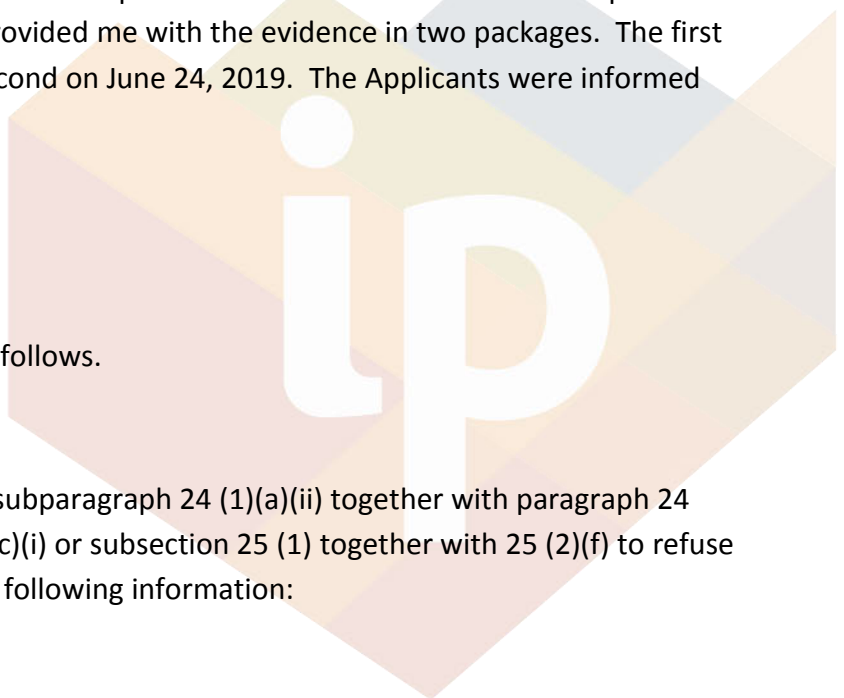 rovided me with the evidence in two packages. The first
cond on June 24, 2019. The Applicants were informed
ip
follows.
subparagraph 24 (1)(a)(ii) together with paragraph 24
c)(i) or subsection 25 (1) together with 25 (2)(f) to refuse
following information: